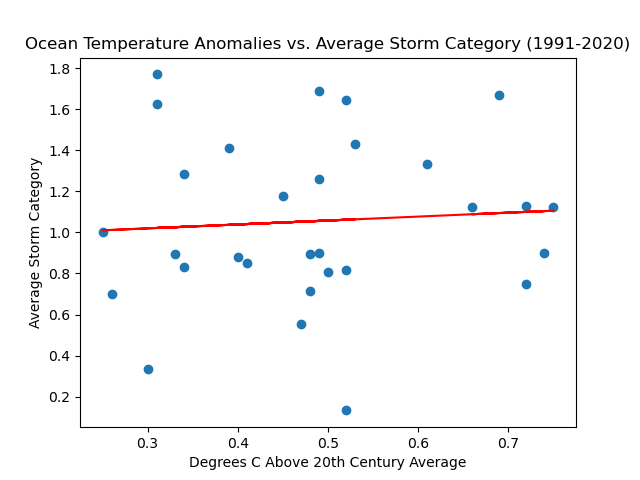 Ocean Temperature Anomalies vs. Average Storm Category (1991-2020)
1.8
1.6
1.4
1.2
1.0
0.8
0.6
0.4
0.2
Average Storm Category
0.3 0.4 0.5 0.6 0.7
Degrees C Above 20th Century Average